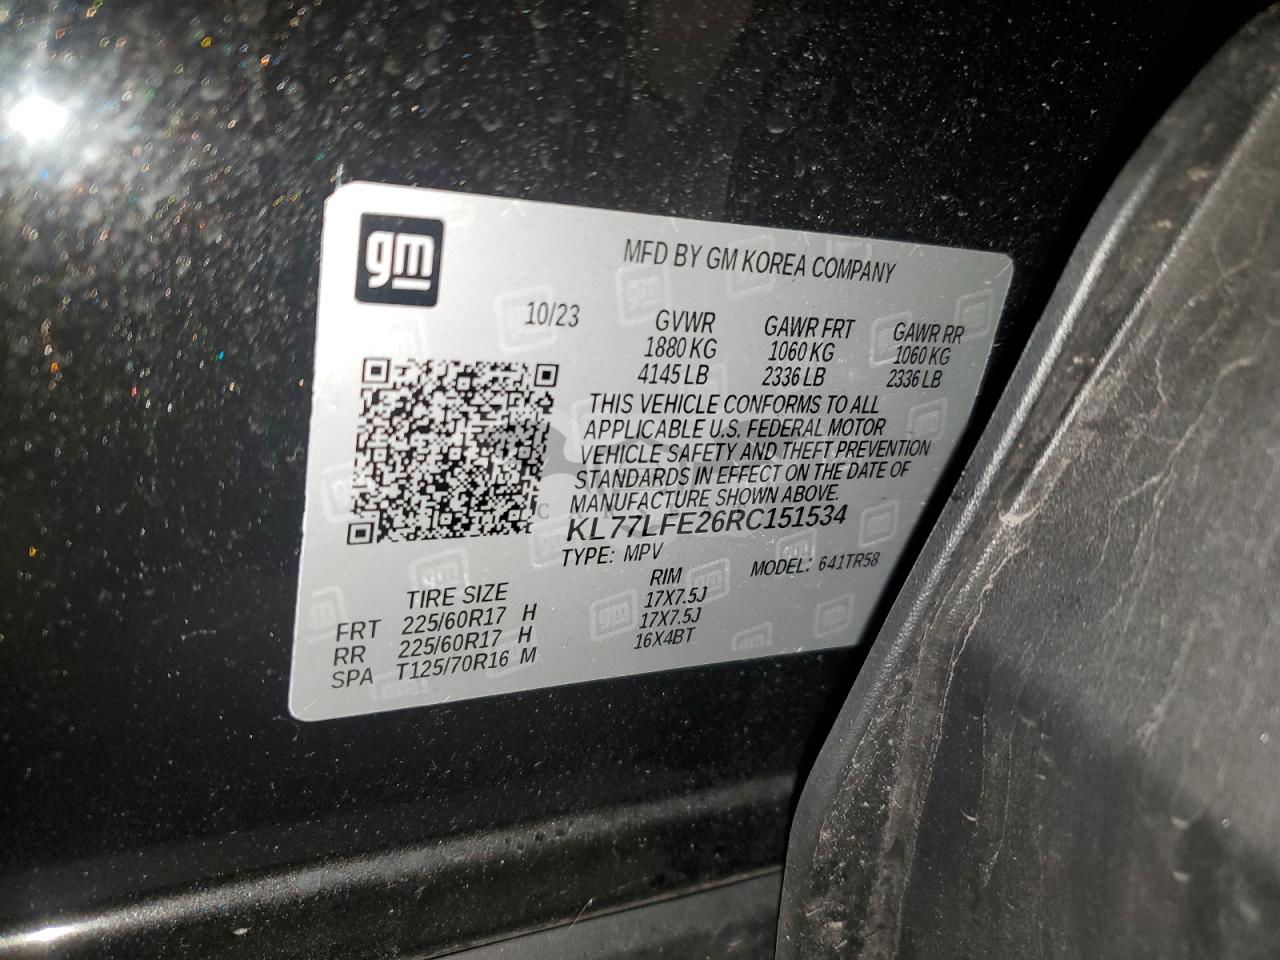 gm
MFD BY GM KOREA COMPANY
10/23 GVWR GAWR FRT GAWR RR
1880 KG 1060 KG 1060 KG
4145 LB 2336 LB 2336 LB
THIS VEHICLE CONFORMS TO ALL
APPLICABLE U.S. FEDERAL MOTOR
VEHICLE SAFETY AND THEFT PREVENTION
STANDARDS IN EFFECT ON THE DATE OF
MANUFACTURE SHOWN ABOVE.
KL77LFE26RC151534
TYPE: MPV MODEL: 641TR58
TIRE SIZE RIM
FRT 225/60R17 H 17X7.5J
RR 225/60R17 H 17X7.5J
SPA T125/70R16 M 16X4BT